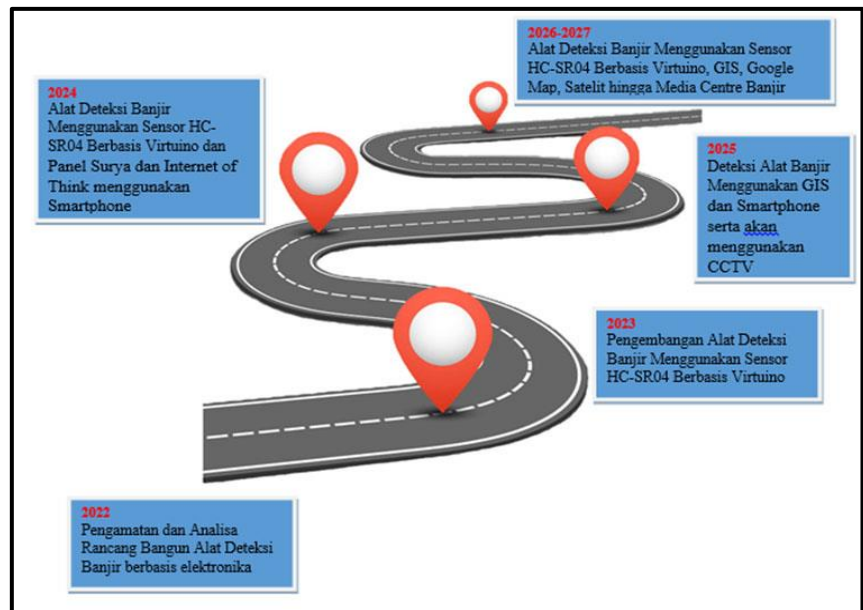 2026-2027
Alat Deteksi Banjir Menggunakan Sensor
HC-SR04 Berbasis Virtuino, GIS, Google
Map, Satelit hingga Media Centre Banjir
2024
Alat Deteksi Banjir
Menggunakan Sensor HC-
SR04 Berbasis Virtuino dan
Panel Surya dan Internet of
Think menggunakan
Smartphone
2025
Deteksi Alat Banjir
Menggunakan GIS
dan Smartphone
serta akan
menggunakan
CCTV
2023
Pengembangan Alat Deteksi
Banjir Menggunakan Sensor
HC-SR04 Berbasis Virtuino
2022
Pengamatan dan Analisa
Rancang Bangun Alat Deteksi
Banjir berbasis elektronika